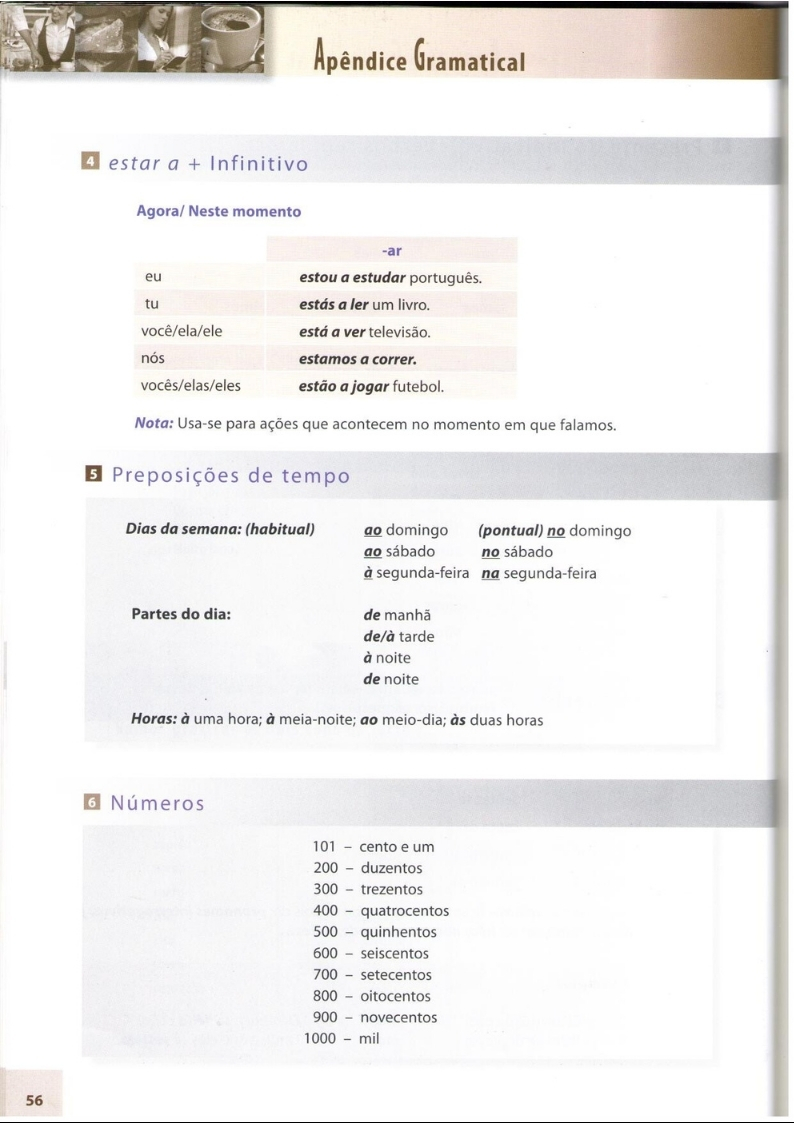 Apêndice Gramatical
4 estar a + Infinitivo
Agora/ Neste momento
-ar
eu estou a estudar português.
tu estás a ler um livro.
você/ela/ele está a ver televisão.
nós estamos a correr.
vocês/elas/eles estão a jogar futebol.
Nota: Usa-se para ações que acontecem no momento em que falamos.
5 Preposições de tempo
Dias da semana: (habitual) ao domingo (pontual) no domingo
ao sábado no sábado
à segunda-feira na segunda-feira
Partes do dia: de manhã
de/à tarde
à noite
de noite
Horas: à uma hora; à meia-noite; ao meio-dia; às duas horas
6 Números
101 – cento e um
200 – duzentos
300 – trezentos
400 – quatrocentos
500 – quinhentos
600 – seiscentos
700 – setecentos
800 – oitocentos
900 – novecentos
1000 – mil
56